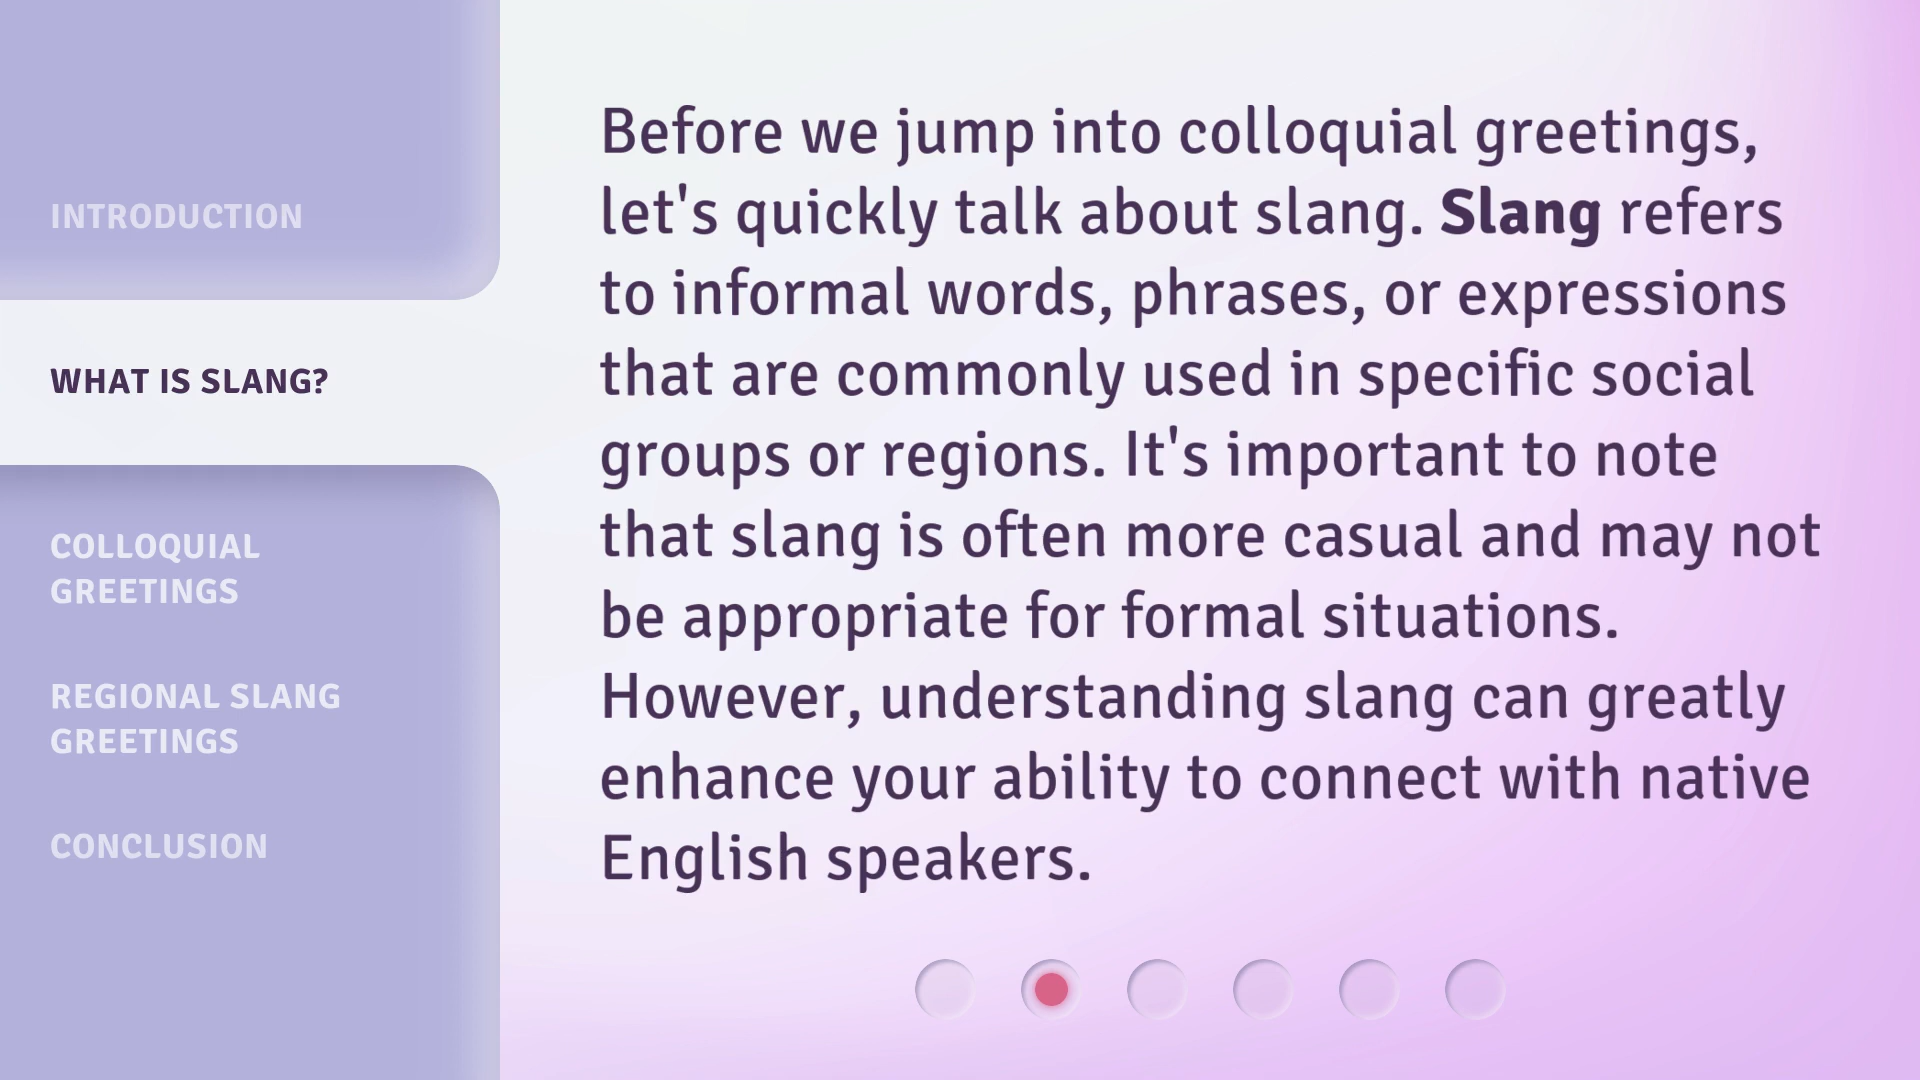 INTRODUCTION
WHAT IS SLANG?
COLLOQUIAL
GREETINGS
REGIONAL SLANG
GREETINGS
CONCLUSION
Before we jump into colloquial greetings,
let's quickly talk about slang. Slang refers
to informal words, phrases, or expressions
that are commonly used in specific social
groups or regions. It's important to note
that slang is often more casual and may not
be appropriate for formal situations.
However, understanding slang can greatly
enhance your ability to connect with native
English speakers.